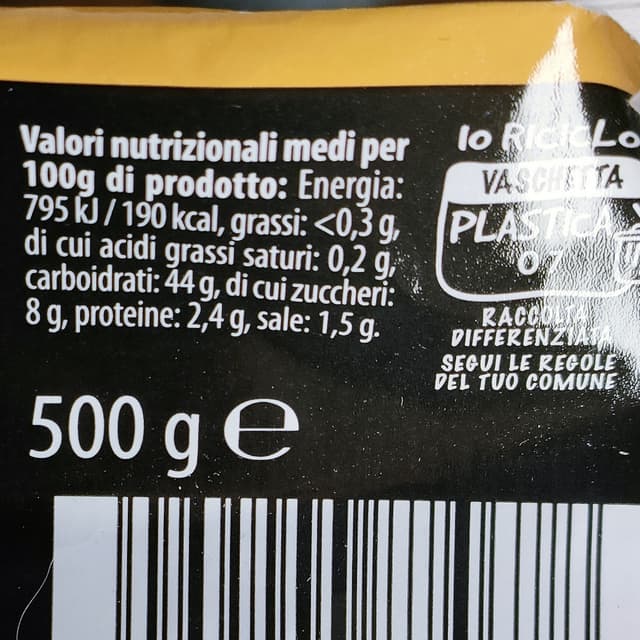 Valori nutrizionali medi per
100g di prodotto: Energia:
795 kJ / 190 kcal, grassi: <0,3 g,
di cui acidi grassi saturi: 0,2 g,
carboidrati: 44 g, di cui zuccheri:
8 g, proteine: 2,4 g, sale: 1,5 g.
500 g e
IO RICICLO
VASCHETTA
PLASTICA
RACCOLTA
DIFFERENZIATA
SEGUI LE REGOLE
DEL TUO COMUNE